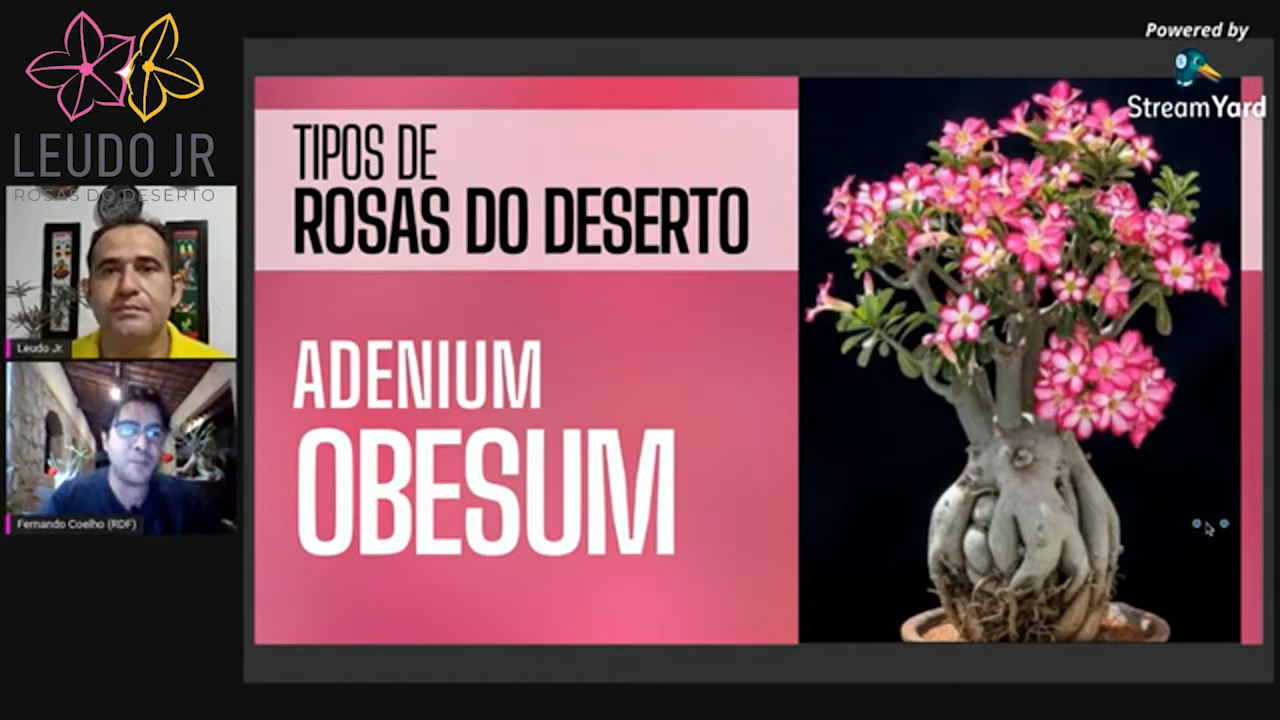 Powered by
StreamYard
LEUDO JR
ROSAS DO DESERTO
TIPOS DE
ROSAS DO DESERTO
ADENIUM
OBESUM
Leudo Jr.
Fernando Coelho (RDF)